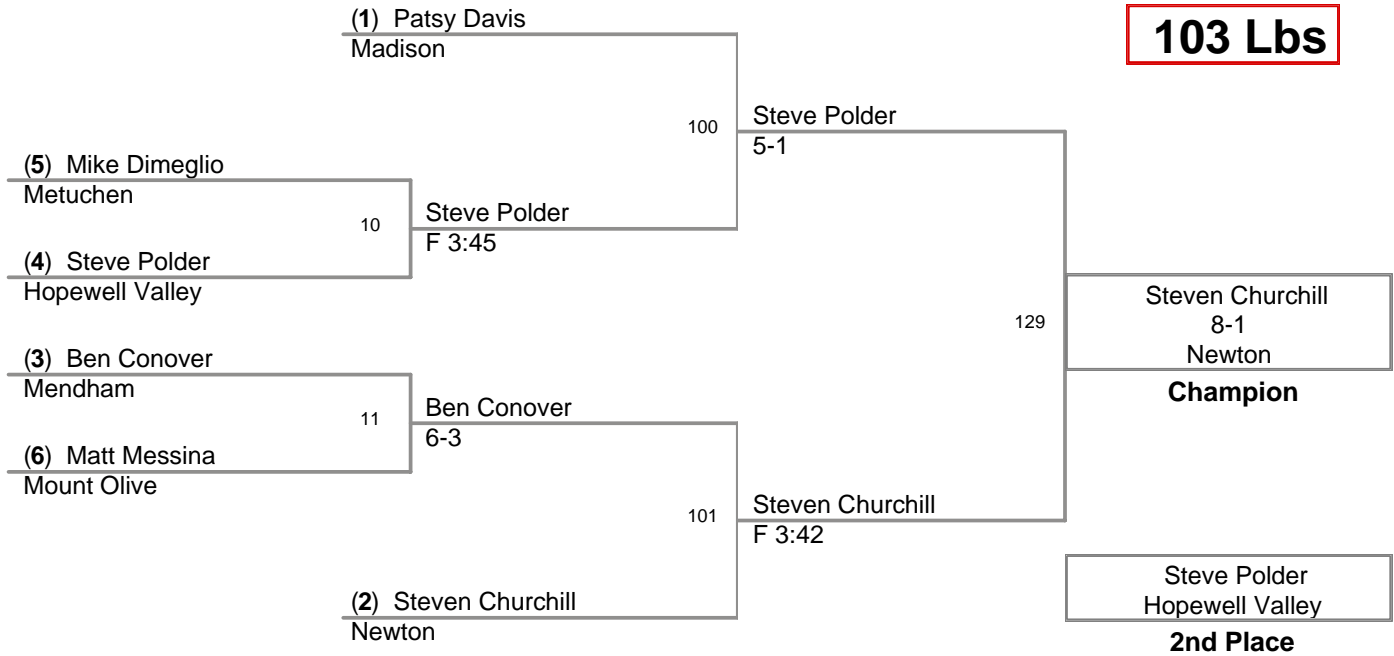 (1) Patsy Davis
Madison
103 Lbs
100
Steve Polder
5-1
(5) Mike Dimeglio
Metuchen
10
Steve Polder
F 3:45
(4) Steve Polder
Hopewell Valley
129
Steven Churchill
8-1
Newton
Champion
(3) Ben Conover
Mendham
11
Ben Conover
6-3
(6) Matt Messina
Mount Olive
101
Steven Churchill
F 3:42
(2) Steven Churchill
Newton
Steve Polder
Hopewell Valley
2nd Place